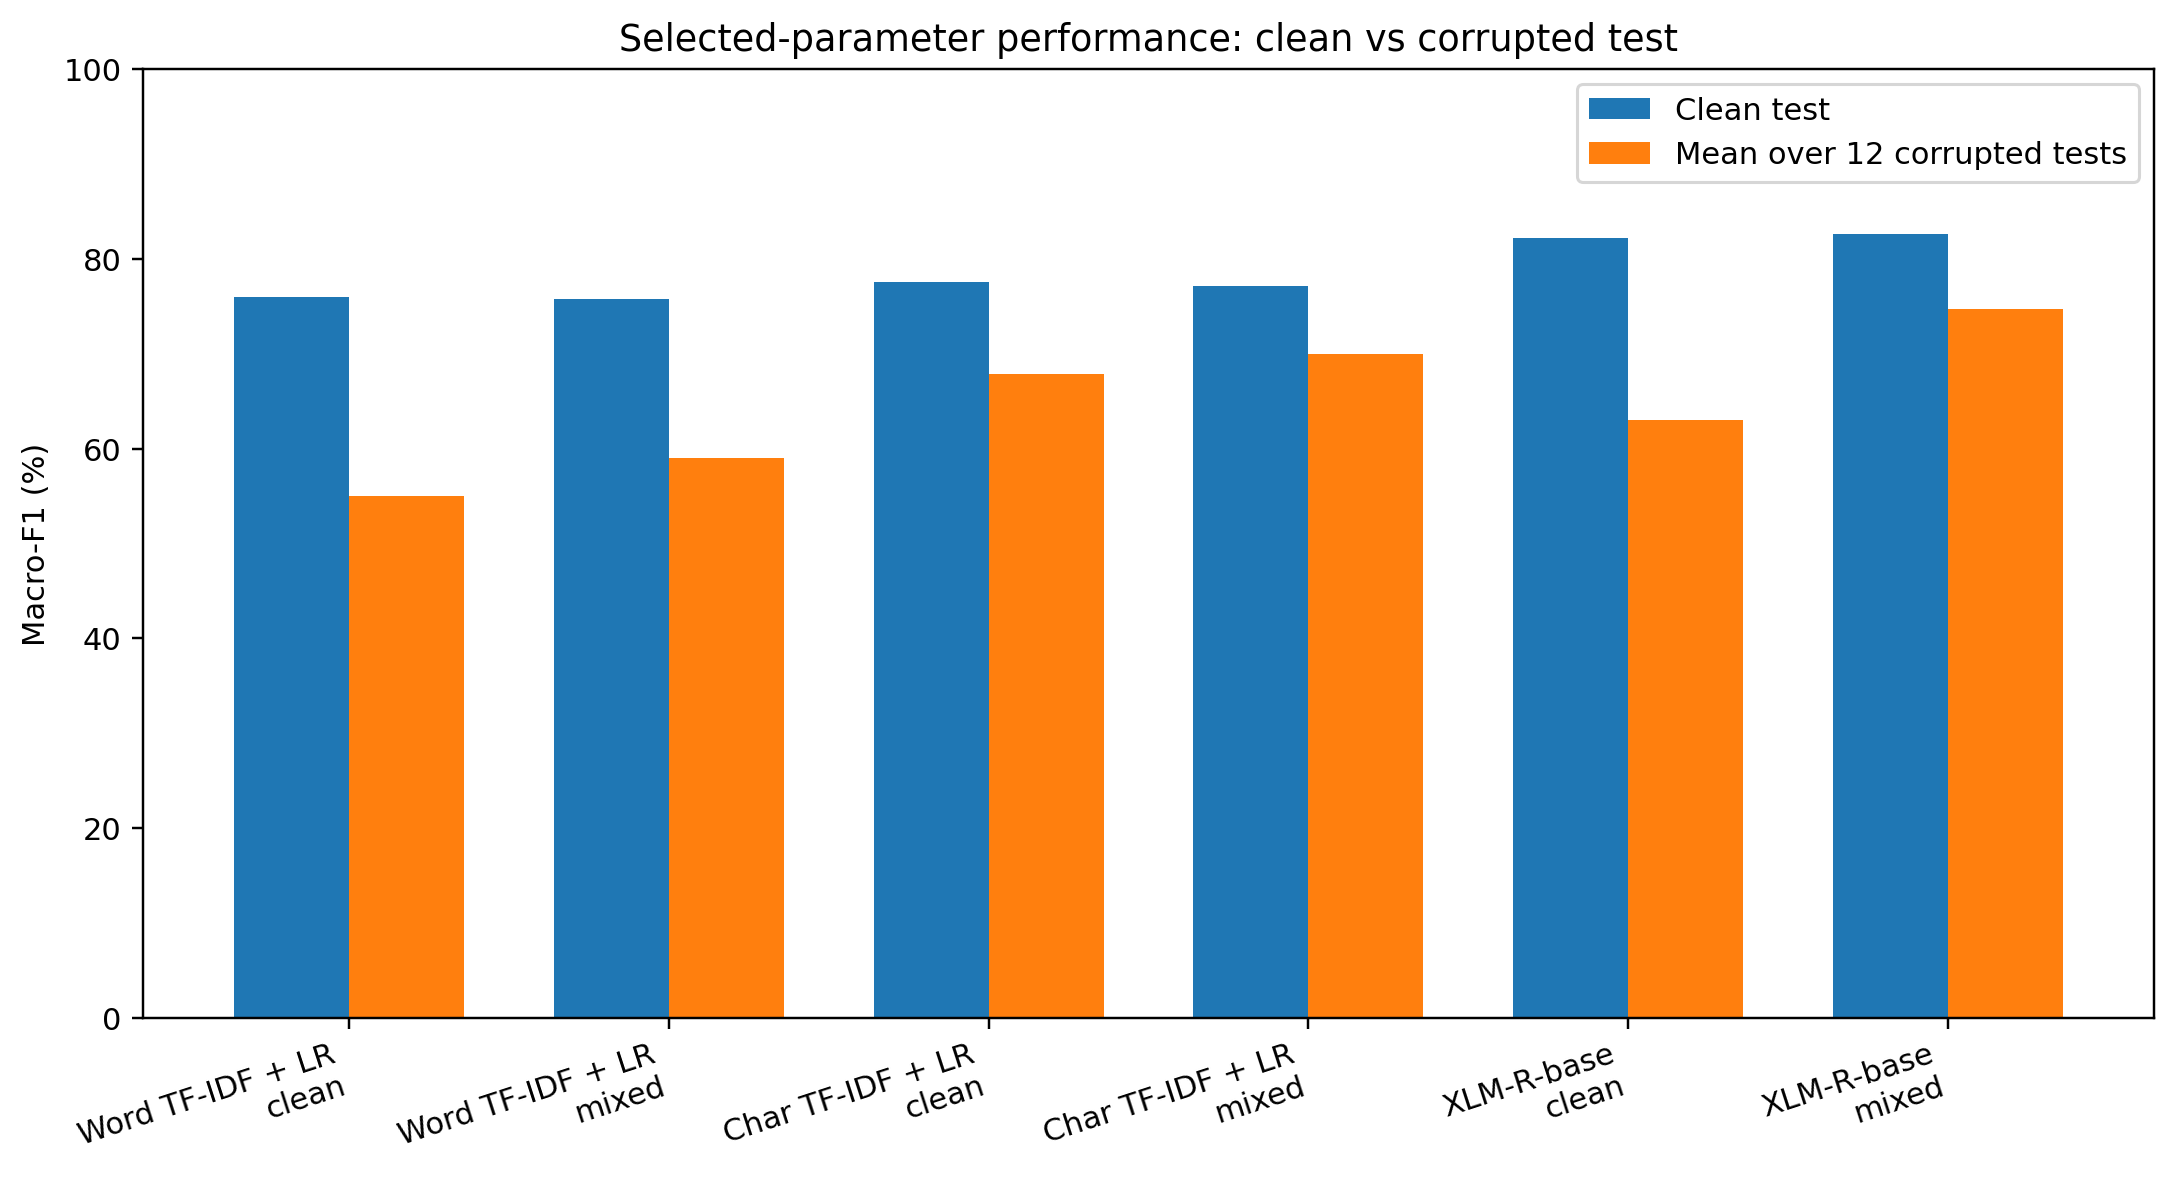 Selected-parameter performance: clean vs corrupted test
Clean test
Mean over 12 corrupted tests
Macro-F1 (%)
100
80
60
40
20
0
Word TF-IDF + LR
clean
Word TF-IDF + LR
mixed
Char TF-IDF + LR
clean
Char TF-IDF + LR
mixed
XLM-R-base
clean
XLM-R-base
mixed